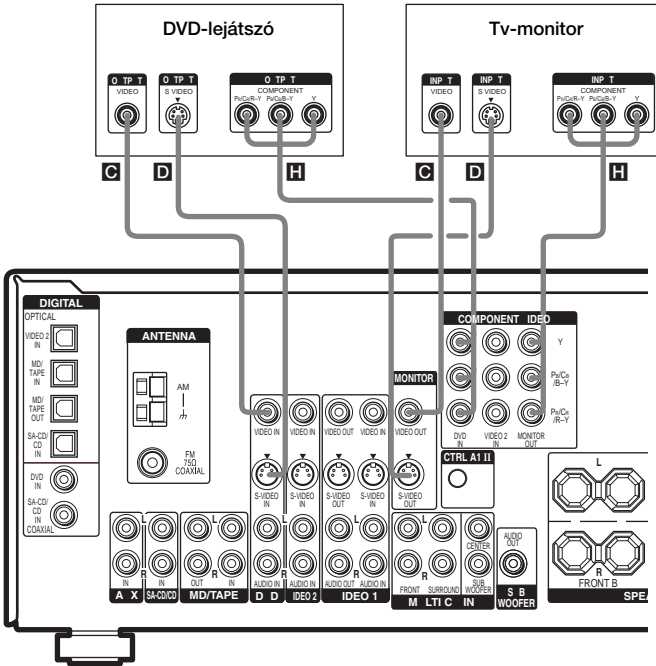 DVD-lejátszó
O TP T
VIDEO
O TP T
S VIDEO
O TP T
COMPONENT
PR/CR/R–Y PB/CB/B–Y Y
Tv-monitor
INP T
VIDEO
INP T
S VIDEO
INP T
COMPONENT
PR/CR/R–Y PB/CB/B–Y Y
C
D
H
C
D
H
DIGITAL
OPTICAL
VIDEO 2
IN
MD/
TAPE
IN
MD/
TAPE
OUT
SA-CD/
CD
IN
DVD
IN
SA-CD/
CD
IN
COAXIAL
ANTENNA
AM
FM
75Ω
COAXIAL
MONITOR
VIDEO IN
VIDEO IN
VIDEO OUT
VIDEO IN
VIDEO OUT
S-VIDEO
IN
S-VIDEO
IN
S-VIDEO
OUT
S-VIDEO
IN
S-VIDEO
OUT
COMPONENT IDEO
Y
PB/CB
/B–Y
PR/CR
/R–Y
DVD
IN
VIDEO 2
IN
MONITOR
OUT
CTRL A1 II
L
R
IN
IN
A X
SA-CD/CD
L
R
OUT
IN
MD/TAPE
L
R
AUDIO IN
AUDIO IN
D D
IDEO 2
L
R
AUDIO OUT
AUDIO IN
IDEO 1
L
R
FRONT
SURROUND
CENTER
SUB
WOOFER
M LTI C IN
AUDIO
OUT
S B
WOOFER
L
R
FRONT B
SPEA